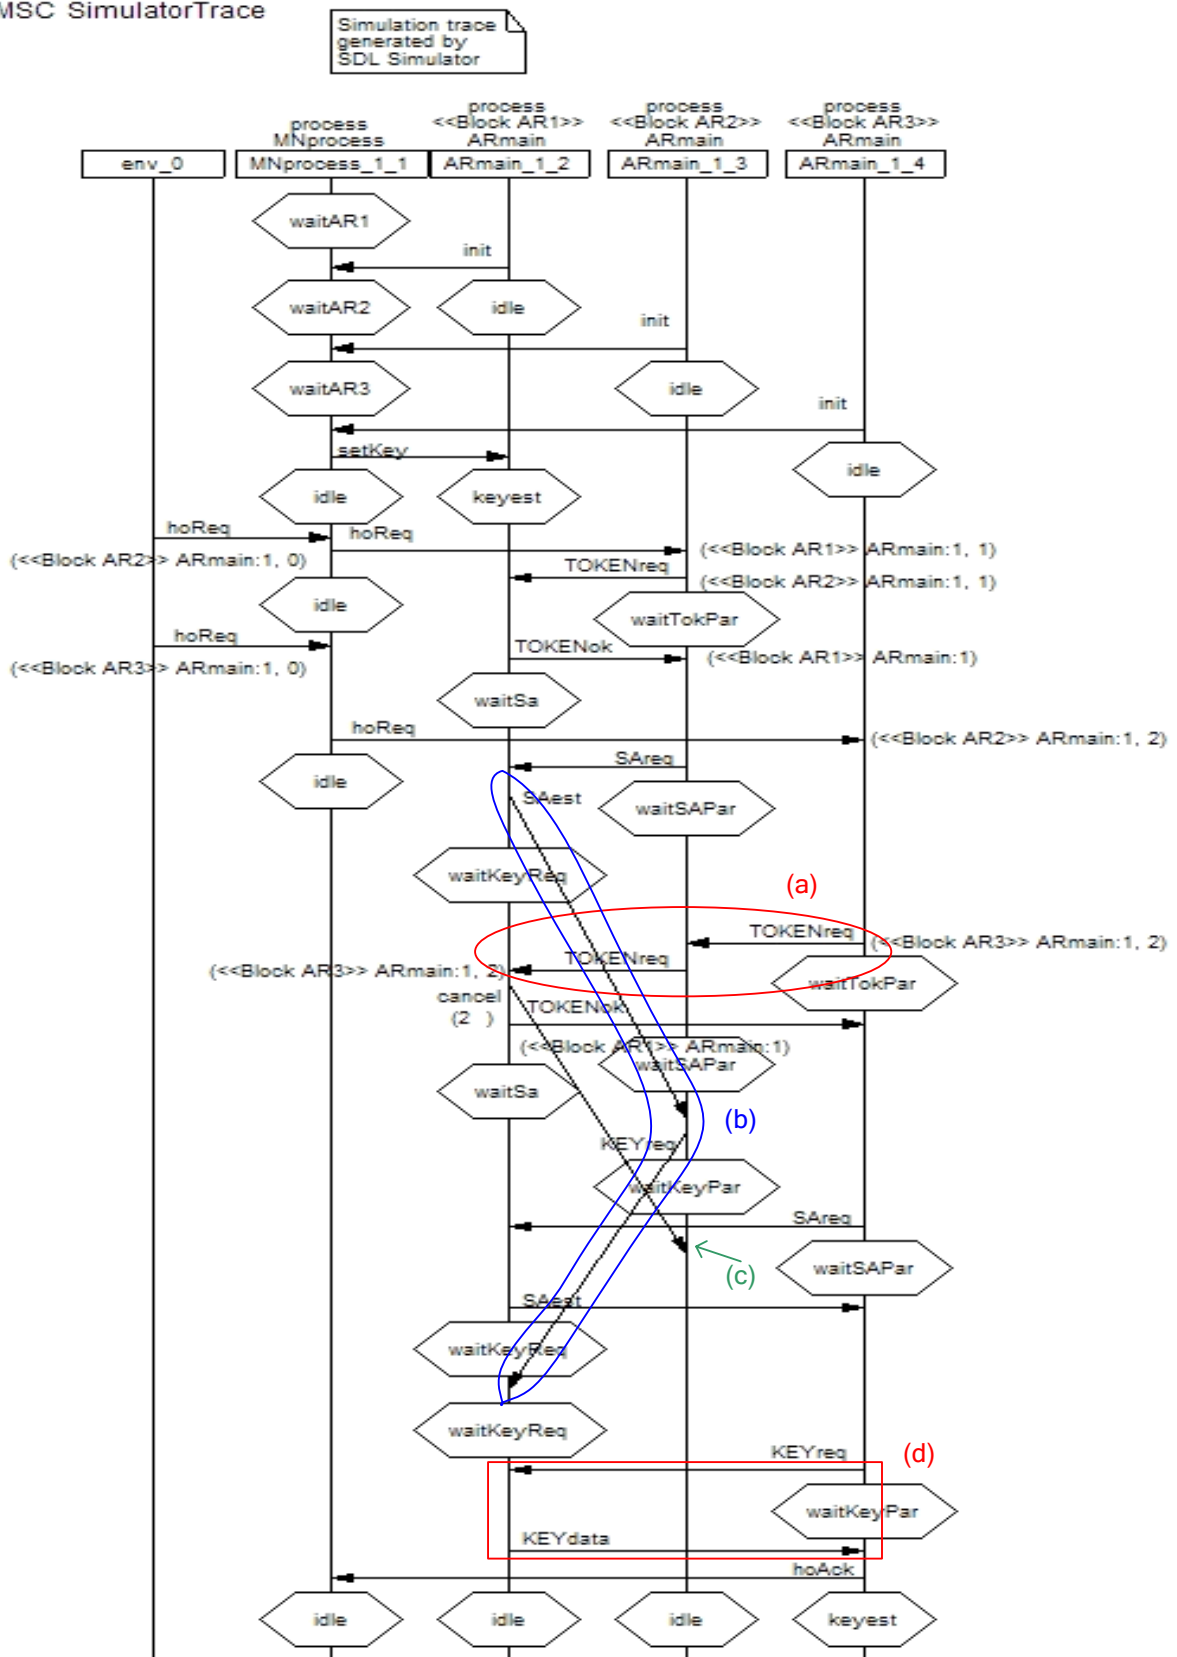 MSC SimulatorTrace
Simulation trace
generated by
SDL Simulator
process
MNprocess
process
<<Block AR1>>
ARmain
process
<<Block AR2>>
ARmain
process
<<Block AR3>>
ARmain
env_0
MNprocess_1_1
ARmain_1_2
ARmain_1_3
ARmain_1_4
waitAR1
init
waitAR2
idle
init
waitAR3
idle
init
setKey
idle
keyest
idle
hoReq
hoReq
(<<Block AR2>> ARmain:1, 0)
(<<Block AR1>> ARmain:1, 1)
TOKENreq
(<<Block AR2>> ARmain:1, 1)
idle
waitTokPar
hoReq
TOKENok
(<<Block AR3>> ARmain:1, 0)
(<<Block AR1>> ARmain:1)
waitSa
hoReq
(<<Block AR2>> ARmain:1, 2)
SAreq
idle
SAest
waitSAPar
waitKeyReq
(a)
TOKENreq
(<<Block AR3>> ARmain:1, 2)
TOKENreq
(<<Block AR3>> ARmain:1, 2)
waitTokPar
cancel
(2 )
TOKENok
(<<Block AR1>> ARmain:1)
waitSAPar
waitSa
(b)
KEYreq
waitKeyPar
SAreq
waitSAPar
(c)
SAest
waitKeyReq
waitKeyReq
KEYreq
(d)
waitKeyPar
KEYdata
hoAck
idle
idle
idle
keyest